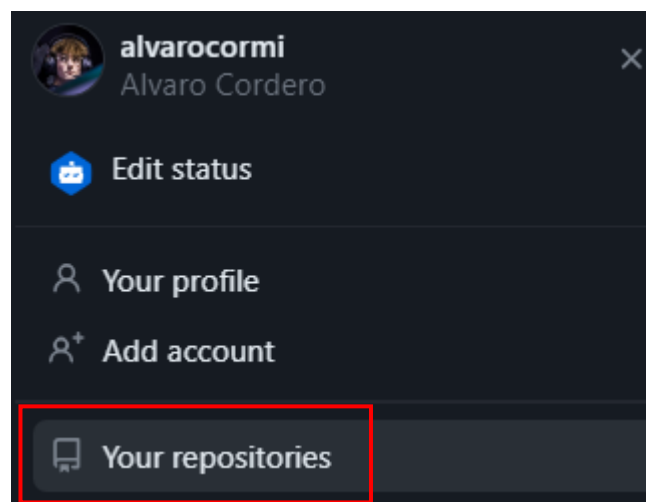 alvarocormi
Alvaro Cordero
Edit status
Your profile
Add account
Your repositories